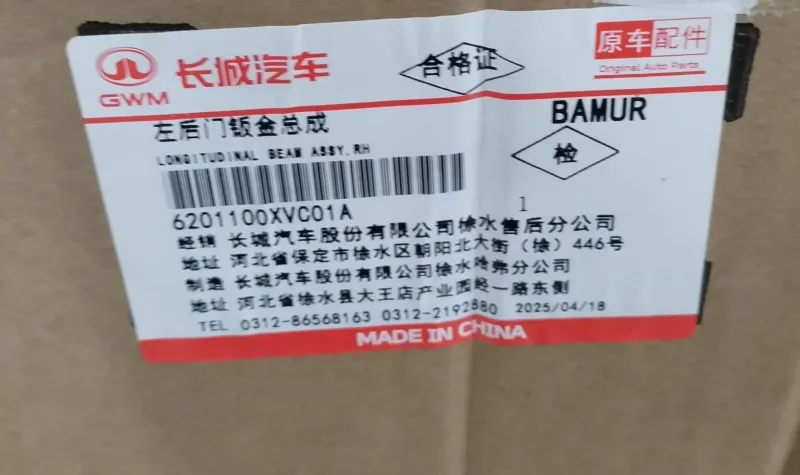 GWM
长城汽车
合格证
原车配件
Original Auto Parts
左后门钣金总成
BAMUR
LONGITUDINAL BEAM ASSY,RH
检
6201100XVC01A
1
经销 长城汽车股份有限公司徐水售后分公司
地址 河北省保定市徐水区朝阳北大街（徐）446号
制造 长城汽车股份有限公司徐水哈弗分公司
地址 河北省徐水县大王店产业园经一路东侧
TEL 0312-86568163 0312-2192880 2025/04/18
MADE IN CHINA